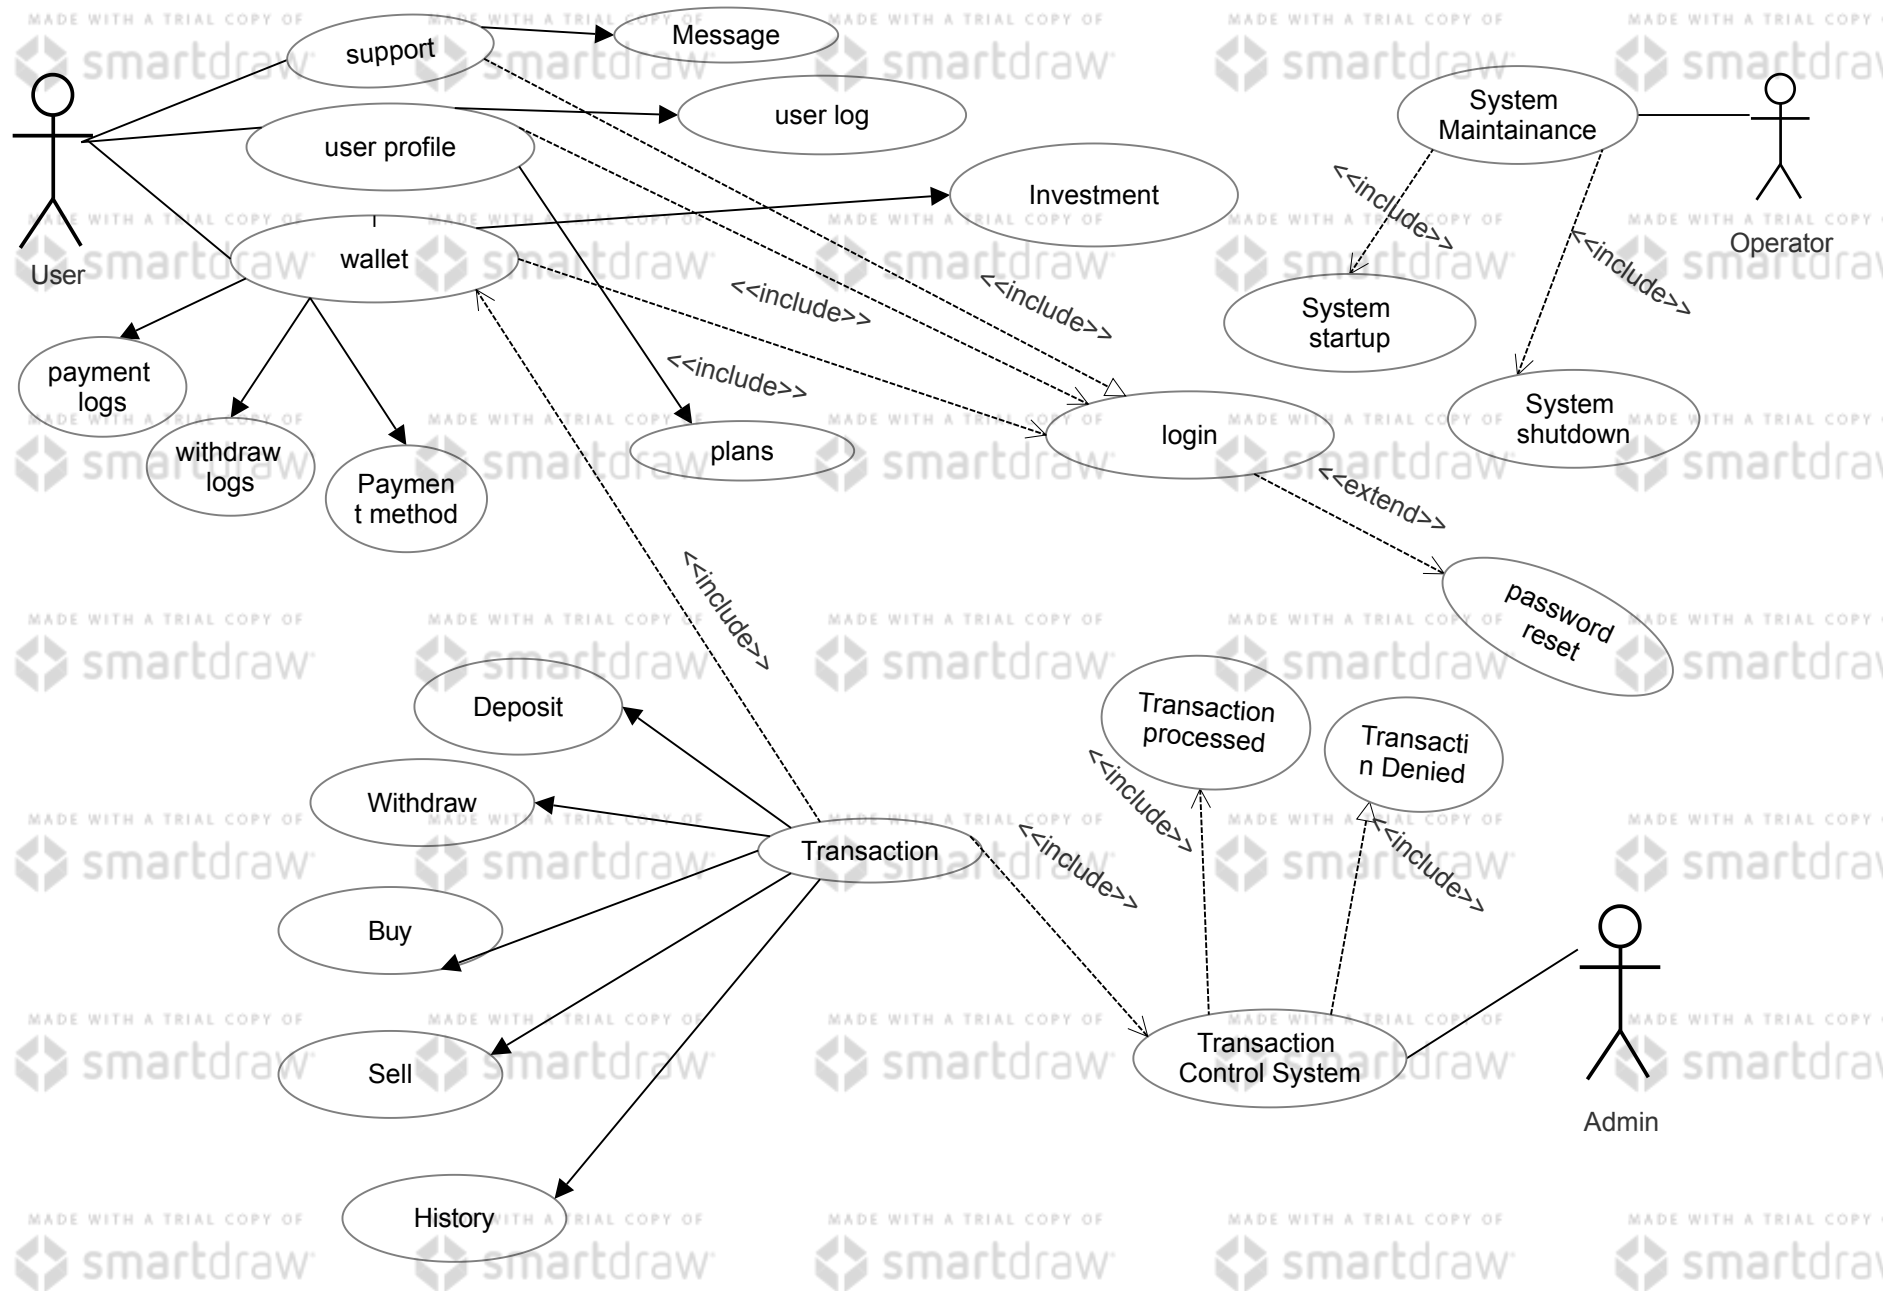 support
Message
user log
user profile
System
Maintainance
Investment
<<include>>
wallet
User
Operator
<<include>>
<<include>>
<<include>>
System
startup
<<include>>
payment
logs
System
shutdown
login
plans
withdraw
logs
Paymen
t method
<<extend>>
<<include>>
password
reset
Deposit
Transaction
processed
Transacti
n Denied
Withdraw
<<include>>
Transaction
<<include>>
<<include>>
Buy
Transaction
Control System
Sell
Admin
History
MADE WITH A TRIAL COPY OF
smartdraw